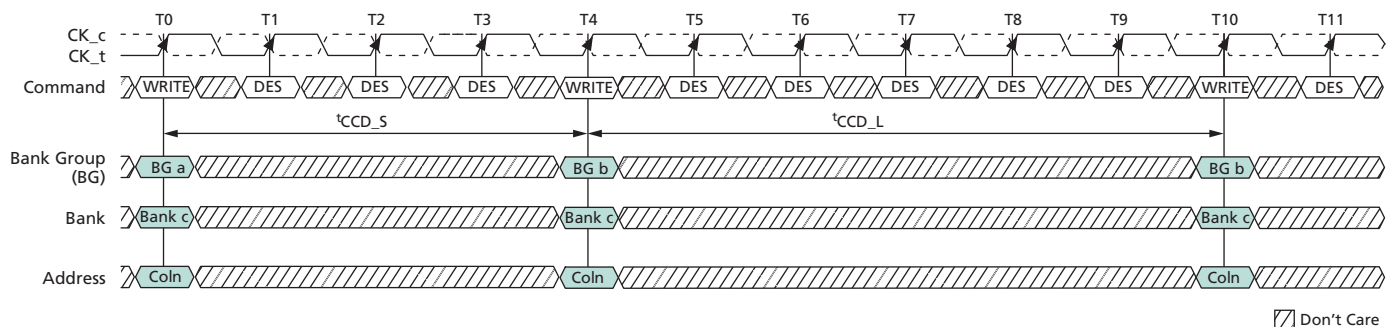 T0 T1 T2 T3 T4 T5 T6 T7 T8 T9 T10 T11
CK_c
CK_t
Command WRITE DES DES DES WRITE DES DES DES DES DES WRITE DES
tCCD_S tCCD_L
Bank Group
(BG) BG a BG b BG b
Bank Bank c Bank c Bank c
Address Coln Coln Coln
Don't Care